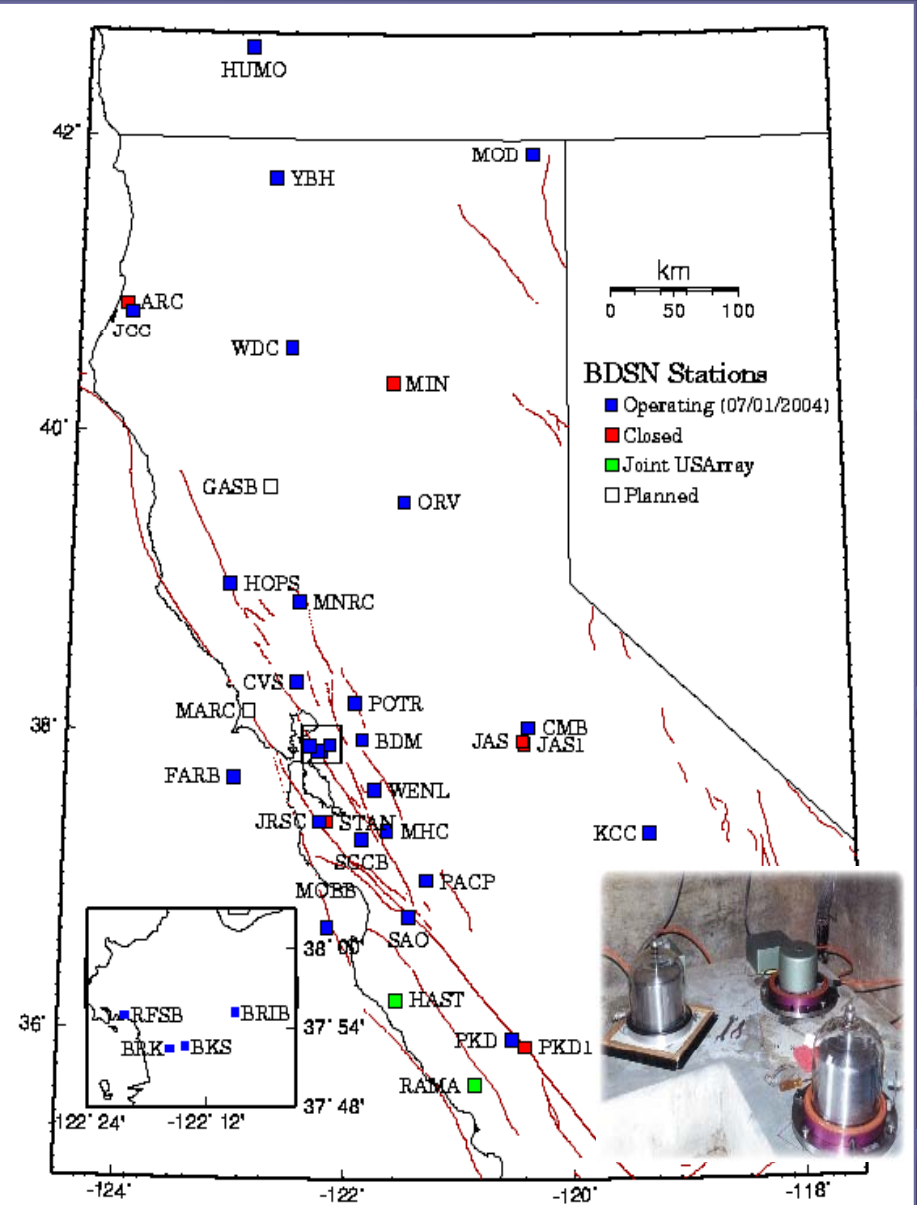 HUMO
42°
MOD
YBH
km
0 50 100
ARC
JCC
WDC
MIN
BDSN Stations
Operating (07/01/2004)
Closed
Joint USArray
Planned
40°
GASB
ORV
HOPS
MNRC
CVS
POTR
MARC
38°
CMB
BDM
JAS
JAS1
FARB
WENL
JRSC
STAN
MHC
KCC
SCCB
PACP
MOBB
SAO
38° 00'
HAST
RFSB
BRIB
36°
37° 54'
BRK
BKS
PKD
PKD1
RAMA
37° 48'
-122° 24'
-122° 12'
-124°
-122°
-120°
-118°